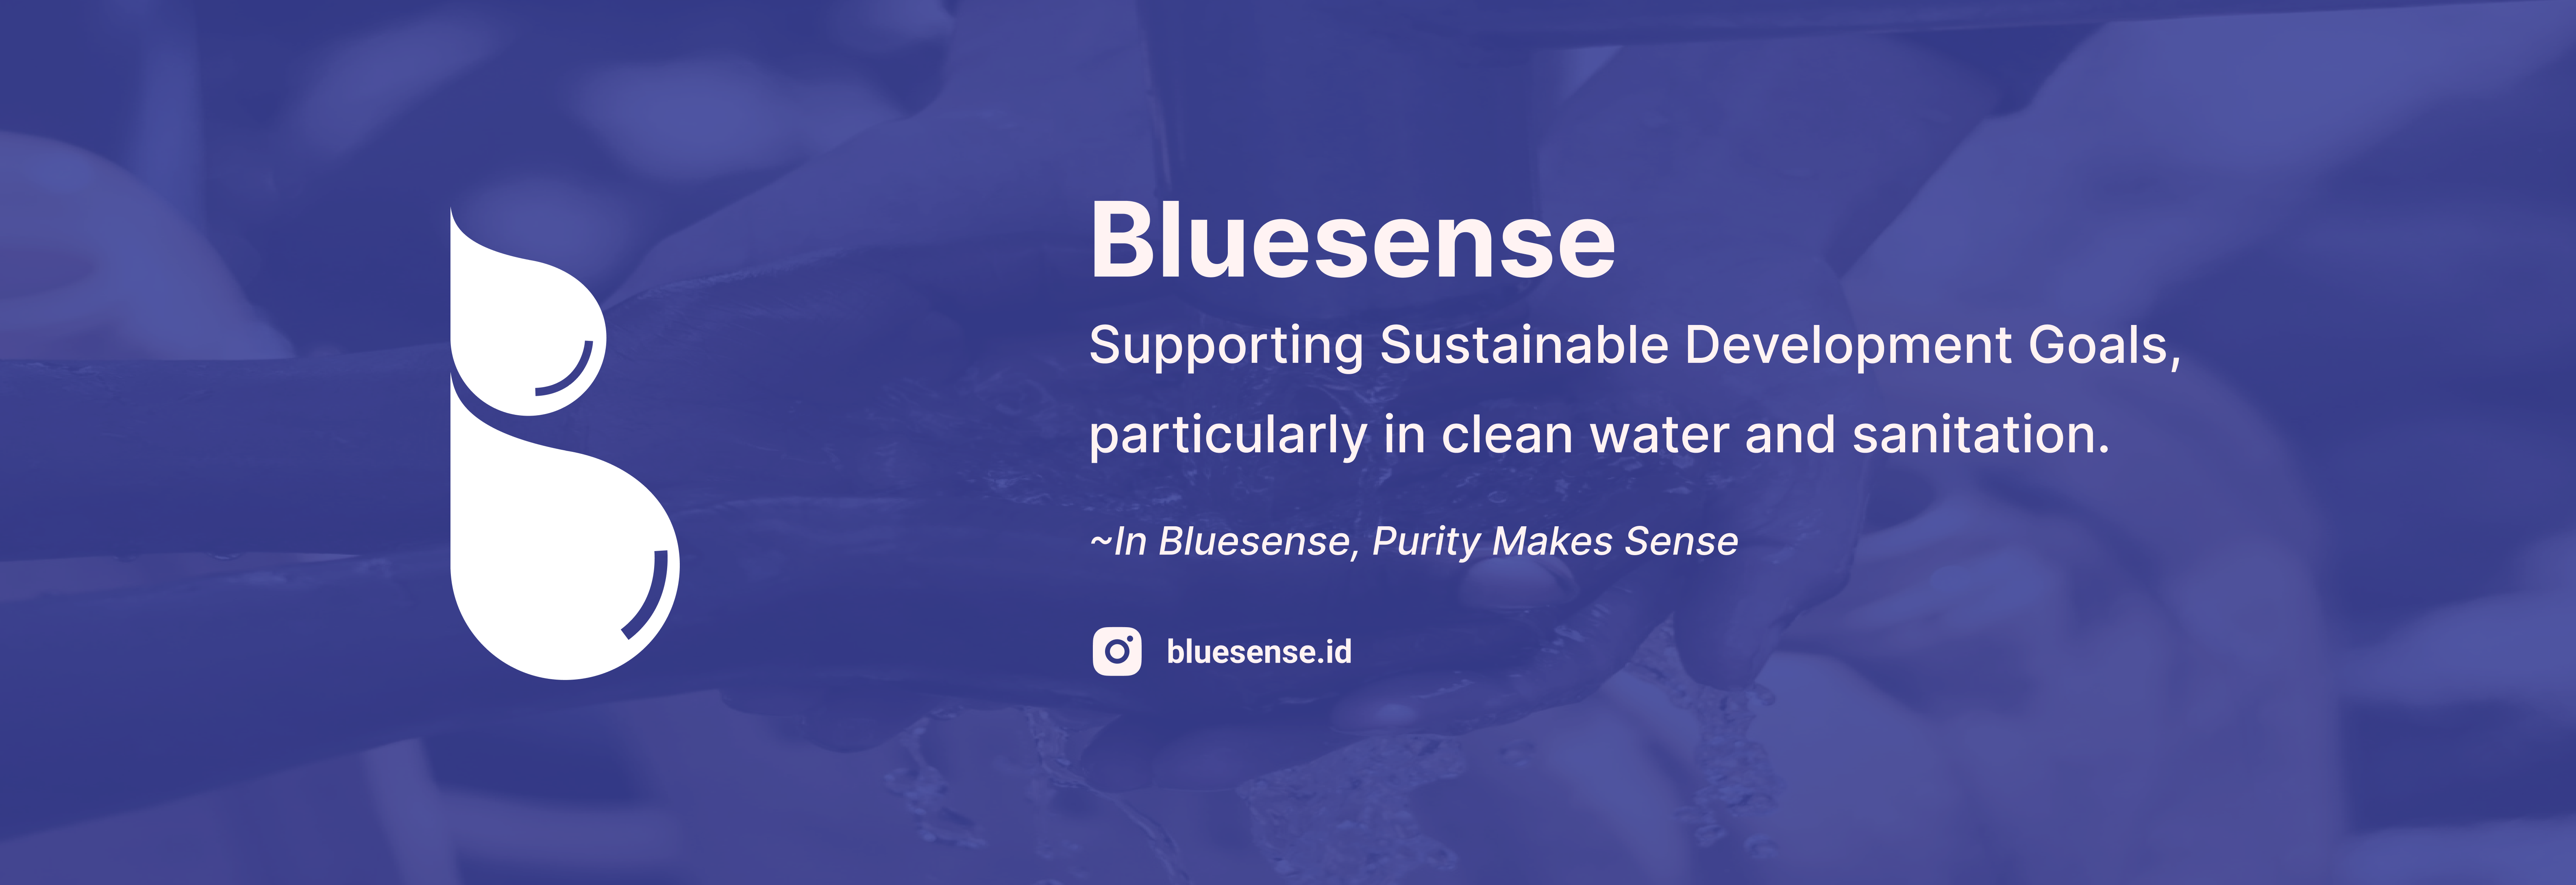 Bluesense
Supporting Sustainable Development Goals,
particularly in clean water and sanitation.
~In Bluesense, Purity Makes Sense
bluesense.id